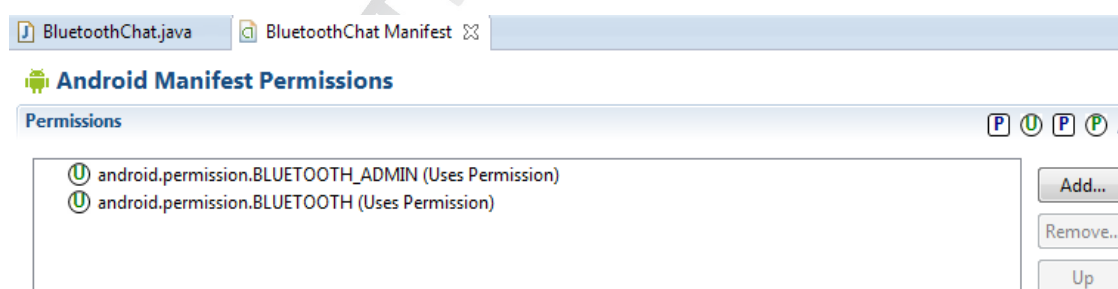 BluetoothChat.java BluetoothChat Manifest
Android Manifest Permissions
Permissions P U P P
U android.permission.BLUETOOTH_ADMIN (Uses Permission)
U android.permission.BLUETOOTH (Uses Permission)
Add...
Remove..
Up